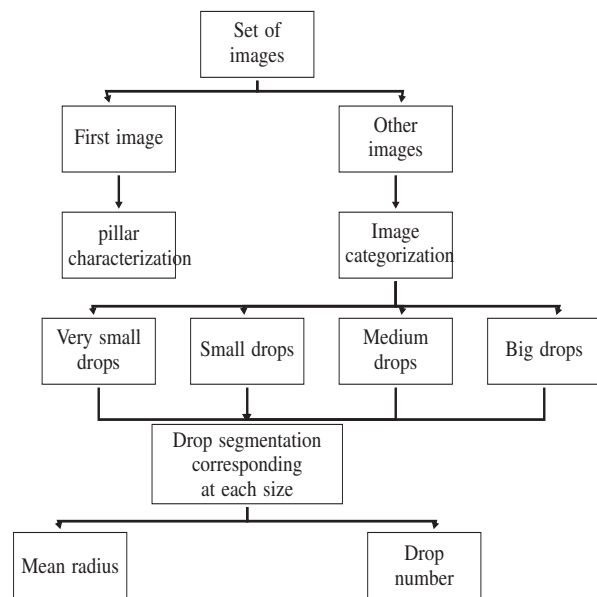 Set of
images
First image
Other
images
pillar
characterization
Image
categorization
Very small
drops
Small drops
Medium
drops
Big drops
Drop segmentation
corresponding
at each size
Mean radius
Drop
number